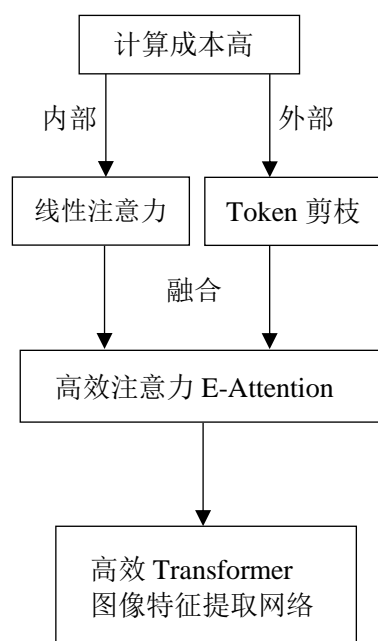 计算成本高
内部
外部
线性注意力
Token 剪枝
融合
高效注意力 E-Attention
高效 Transformer
图像特征提取网络